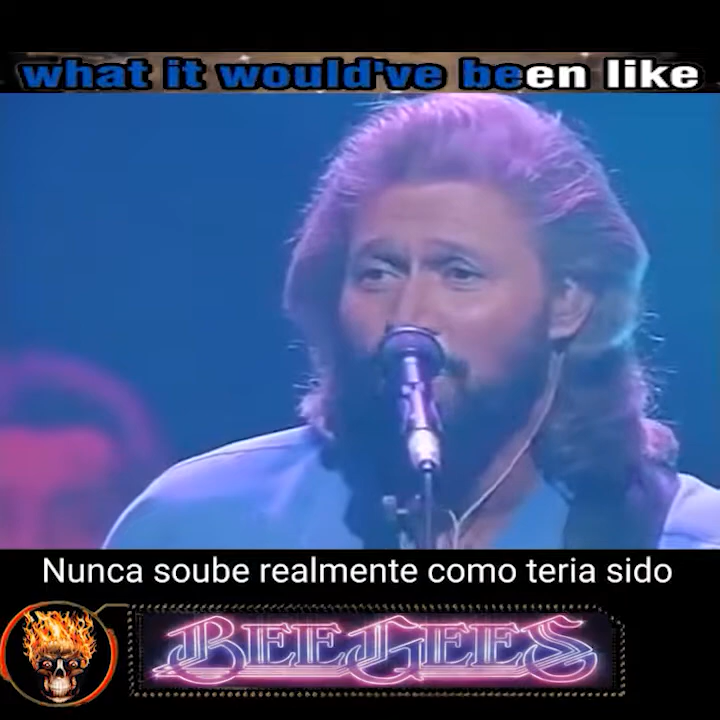 what it would've been like
Nunca soube realmente como teria sido
BEE GEES